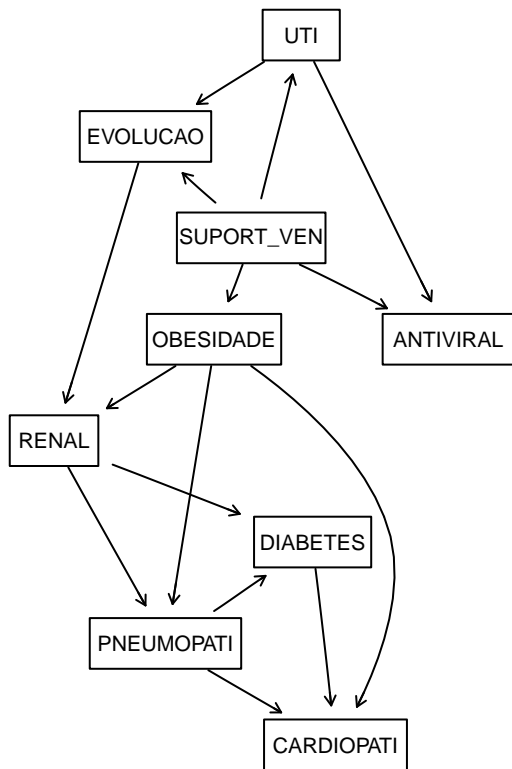 UTI
EVOLUCAO
SUPORT_VEN
OBESIDADE
ANTIVIRAL
RENAL
DIABETES
PNEUMOPATI
CARDIOPATI